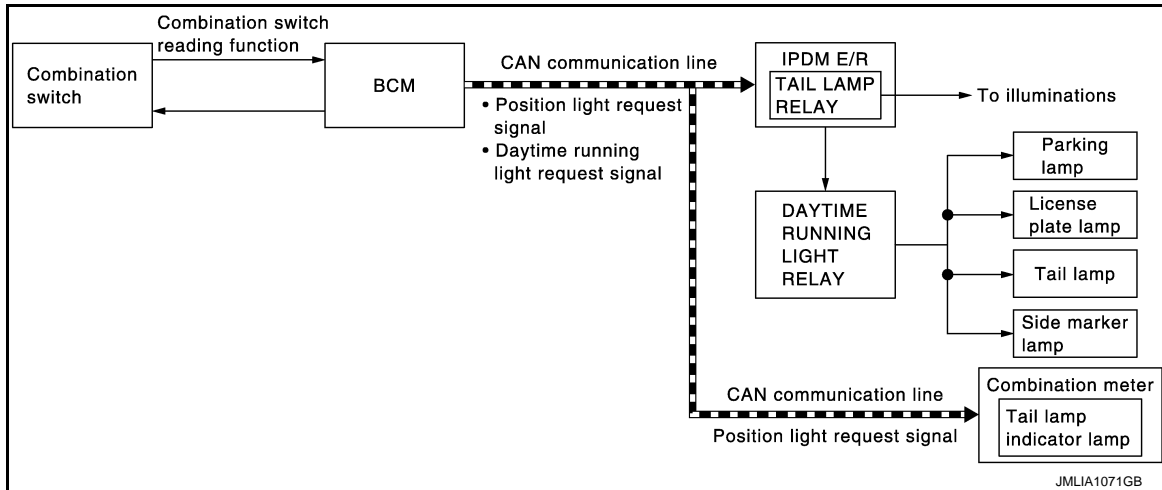 Combination switch
reading function
Combination
switch
BCM
CAN communication line
• Position light request
signal
• Daytime running
light request signal
IPDM E/R
TAIL LAMP
RELAY
To illuminations
DAYTIME
RUNNING
LIGHT
RELAY
Parking
lamp
License
plate lamp
Tail lamp
Side marker
lamp
CAN communication line
Position light request signal
Combination meter
Tail lamp
indicator lamp
JMLIA1071GB